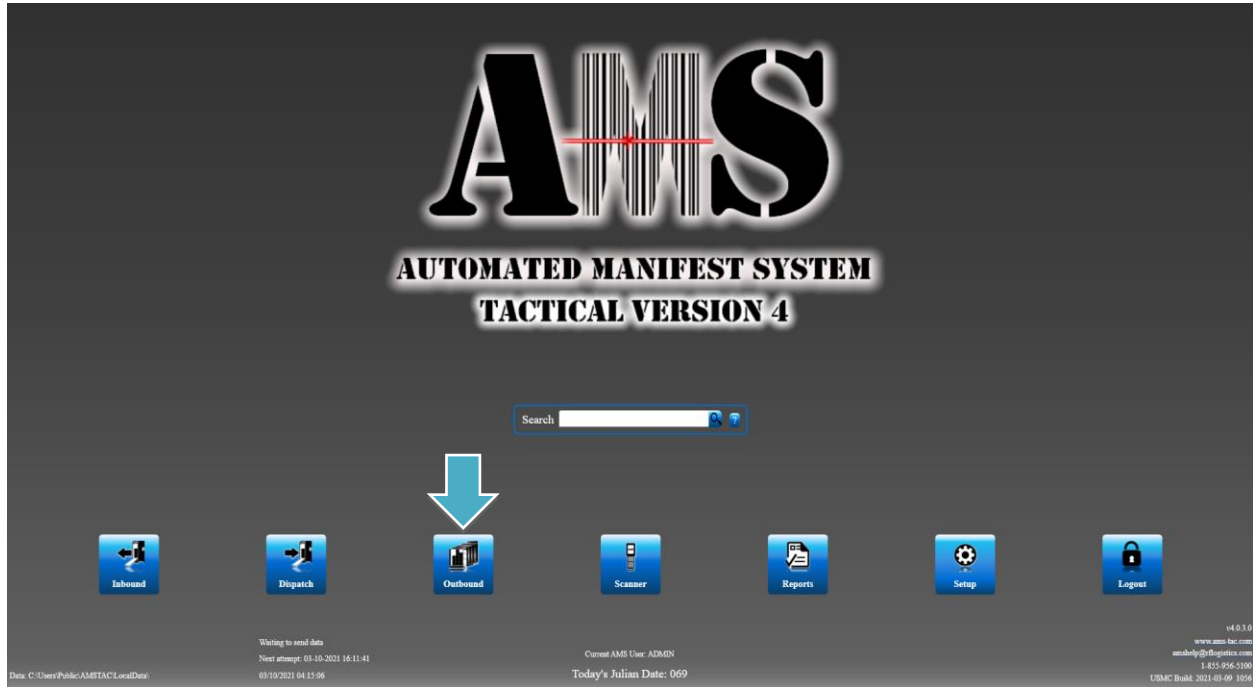 AMS
AUTOMATED MANIFEST SYSTEM
TACTICAL VERSION 4
Search
?
Inbound
Dispatch
Outbound
Scanner
Reports
Setup
Logout
Waiting to send data
Next attempt: 03-10-2021 16:11:41
03/10/2021 04:15:06
Data: C:\Users\Public\AMSTAC\LocalData\
Current AMS User: ADMIN
Today's Julian Date: 069
v4.0.3.0
www.ams-tac.com
amshelp@rflogistics.com
1-855-956-5100
USMC Build: 2021-03-09 1056